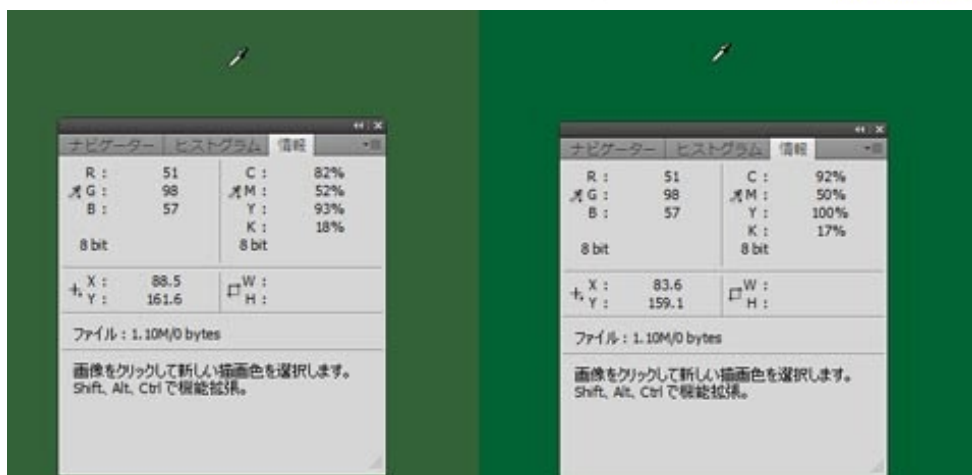 ナビゲーター ヒストグラム 情報
R : 51 C : 82%
G : 98 M : 52%
B : 57 Y : 93%
K : 18%
8 bit 8 bit
X : 88.5 W :
Y : 161.6 H :
ファイル : 1.10M/0 bytes
画像をクリックして新しい描画色を選択します。
Shift, Alt, Ctrl で機能拡張。
ナビゲーター ヒストグラム 情報
R : 51 C : 92%
G : 98 M : 50%
B : 57 Y : 100%
K : 17%
8 bit 8 bit
X : 83.6 W :
Y : 159.1 H :
ファイル : 1.10M/0 bytes
画像をクリックして新しい描画色を選択します。
Shift, Alt, Ctrl で機能拡張。